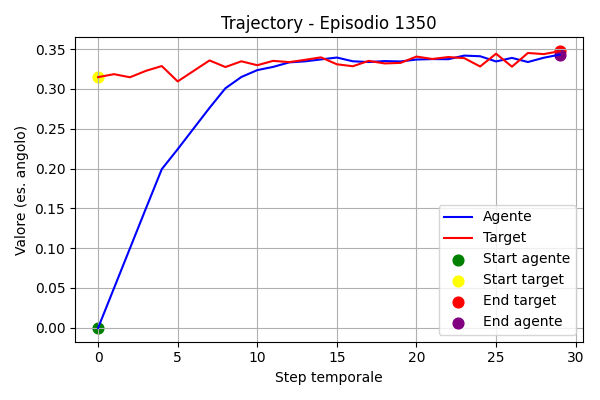 Trajectory - Episodio 1350
Valore (es. angolo)
0.35
0.30
0.25
0.20
0.15
0.10
0.05
0.00
Agente
Target
Start agente
Start target
End target
End agente
0 5 10 15 20 25 30
Step temporale